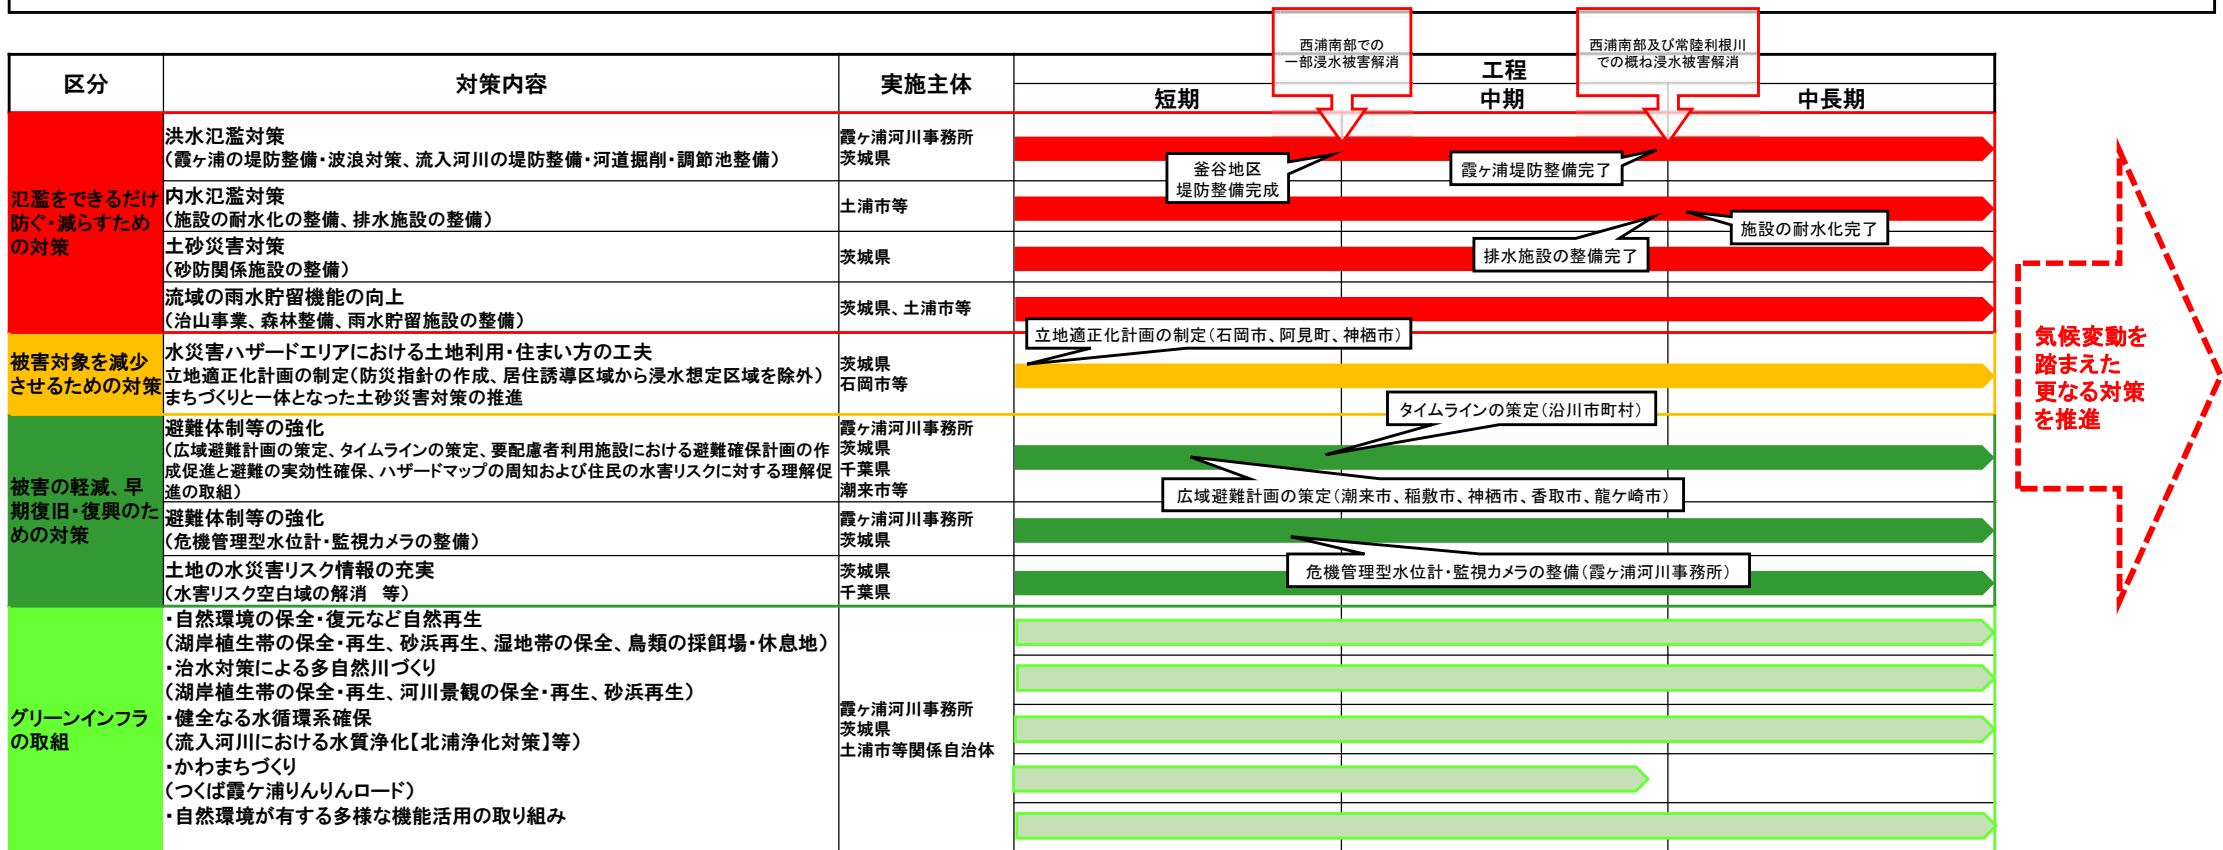 西浦南部での
一部浸水被害解消
西浦南部及び常陸利根川
での概ね浸水被害解消
区分
対策内容
実施主体
工程
短期
中期
中長期
氾濫をできるだけ
防ぐ・減らすため
の対策
洪水氾濫対策
（霞ヶ浦の堤防整備・波浪対策、流入河川の堤防整備・河道掘削・調節池整備）
霞ヶ浦河川事務所
茨城県
釜谷地区
堤防整備完成
霞ヶ浦堤防整備完了
内水氾濫対策
（施設の耐水化の整備、排水施設の整備）
土浦市等
施設の耐水化完了
排水施設の整備完了
土砂災害対策
（砂防関係施設の整備）
茨城県
流域の雨水貯留機能の向上
（治山事業、森林整備、雨水貯留施設の整備）
茨城県、土浦市等
被害対象を減少
させるための対策
水災害ハザードエリアにおける土地利用・住まい方の工夫
立地適正化計画の制定（防災指針の作成、居住誘導区域から浸水想定区域を除外）
まちづくりと一体となった土砂災害対策の推進
茨城県
石岡市等
立地適正化計画の制定（石岡市、阿見町、神栖市）
被害の軽減、早
期復旧・復興のた
めの対策
避難体制等の強化
（広域避難計画の策定、タイムラインの策定、要配慮者利用施設における避難確保計画の作
成促進と避難の実効性確保、ハザードマップの周知および住民の水害リスクに対する理解促
進の取組）
霞ヶ浦河川事務所
茨城県
千葉県
潮来市等
タイムラインの策定（沿川市町村）
広域避難計画の策定（潮来市、稲敷市、神栖市、香取市、龍ケ崎市）
避難体制等の強化
（危機管理型水位計・監視カメラの整備）
霞ヶ浦河川事務所
茨城県
危機管理型水位計・監視カメラの整備（霞ヶ浦河川事務所）
土地の水災害リスク情報の充実
（水害リスク空白域の解消　等）
茨城県
千葉県
グリーンインフラ
の取組
・自然環境の保全・復元など自然再生
（湖岸植生帯の保全・再生、砂浜再生、湿地帯の保全、鳥類の採餌場・休息地）
・治水対策による多自然川づくり
（湖岸植生帯の保全・再生、河川景観の保全・再生、砂浜再生）
・健全なる水循環系確保
（流入河川における水質浄化【北浦浄化対策】等）
・かわまちづくり
（つくば霞ケ浦りんりんロード）
・自然環境が有する多様な機能活用の取り組み
霞ヶ浦河川事務所
茨城県
土浦市等関係自治体
気候変動を
踏まえた
更なる対策
を推進